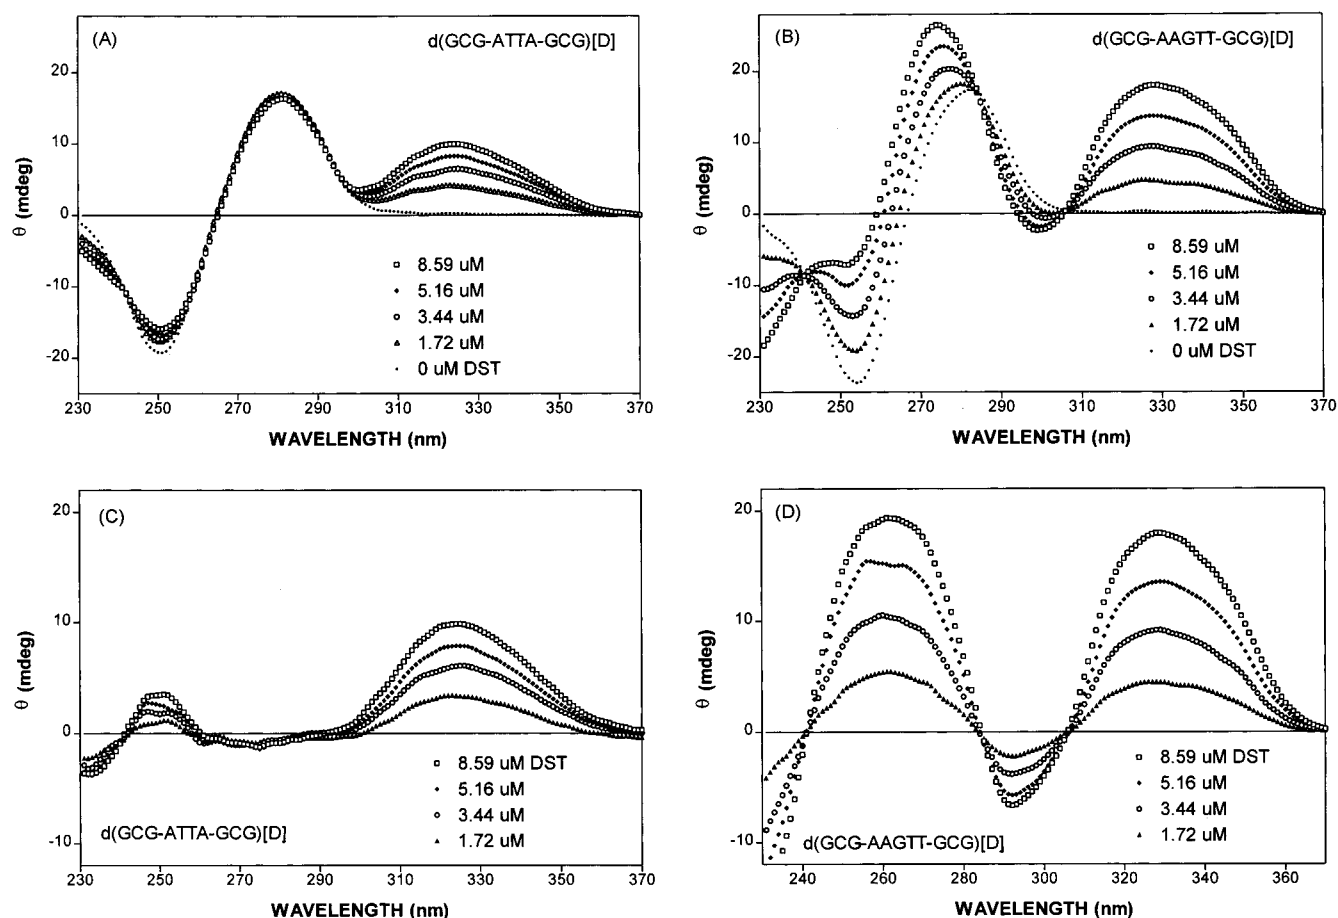 (A)
d(GCG-ATTA-GCG)[D]
20
10
0
-10
-20
θ (mdeg)
8.59 uM
5.16 uM
3.44 uM
1.72 uM
0 uM DST
230 250 270 290 310 330 350 370
WAVELENGTH (nm)
(B)
d(GCG-AAGTT-GCG)[D]
20
10
0
-10
-20
θ (mdeg)
8.59 uM
5.16 uM
3.44 uM
1.72 uM
0 uM DST
230 250 270 290 310 330 350 370
WAVELENGTH (nm)
(C)
20
10
0
-10
θ (mdeg)
8.59 uM DST
5.16 uM
3.44 uM
1.72 uM
d(GCG-ATTA-GCG)[D]
230 250 270 290 310 330 350 370
WAVELENGTH (nm)
(D)
20
10
0
-10
θ (mdeg)
8.59 uM DST
5.16 uM
3.44 uM
1.72 uM
d(GCG-AAGTT-GCG)[D]
240 260 280 300 320 340 360
WAVELENGTH (nm)